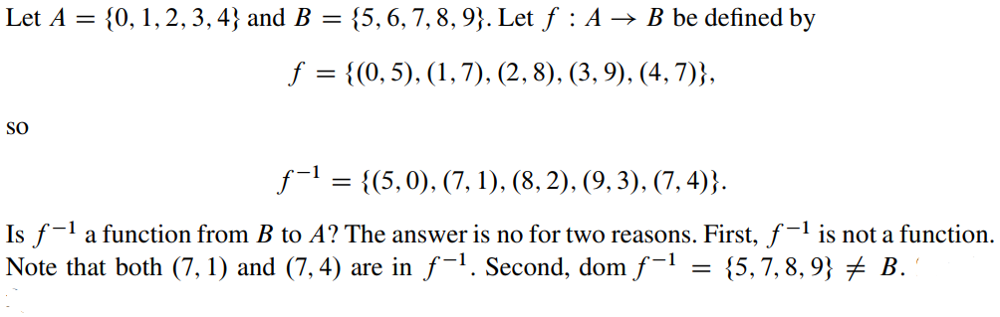 Let A = {0, 1, 2, 3, 4} and B = {5, 6, 7, 8, 9}. Let f : A → B be defined by
f = {(0, 5), (1, 7), (2, 8), (3, 9), (4, 7)},
so
f⁻¹ = {(5, 0), (7, 1), (8, 2), (9, 3), (7, 4)}.
Is f⁻¹ a function from B to A? The answer is no for two reasons. First, f⁻¹ is not a function.
Note that both (7, 1) and (7, 4) are in f⁻¹. Second, dom f⁻¹ = {5, 7, 8, 9} ≠ B.